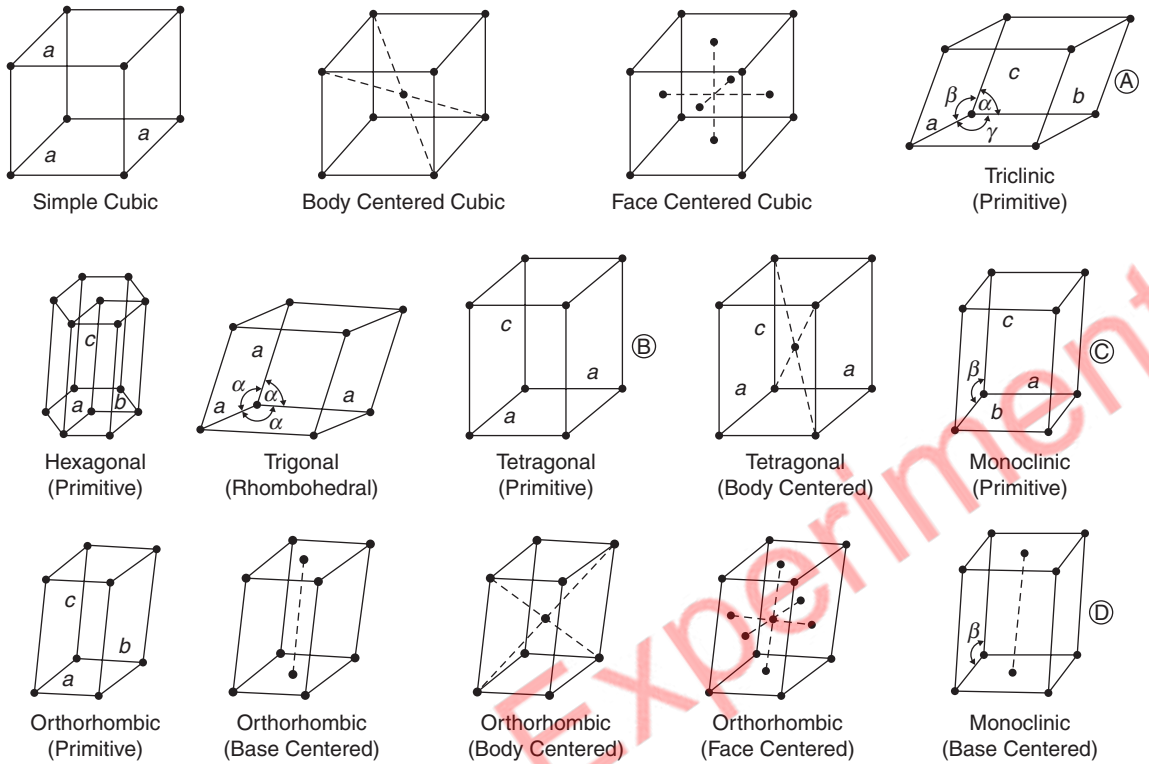 a
a
a
Simple Cubic
Body Centered Cubic
Face Centered Cubic
c
β
α
b
a
γ
Ⓐ
Triclinic
(Primitive)
c
a
b
Hexagonal
(Primitive)
a
α
α
a
a
α
Trigonal
(Rhombohedral)
c
a
a
Ⓑ
Tetragonal
(Primitive)
c
a
a
Tetragonal
(Body Centered)
c
β
a
b
Ⓒ
Monoclinic
(Primitive)
c
b
a
Orthorhombic
(Primitive)
Orthorhombic
(Base Centered)
Orthorhombic
(Body Centered)
Orthorhombic
(Face Centered)
β
Ⓓ
Monoclinic
(Base Centered)
Experiment